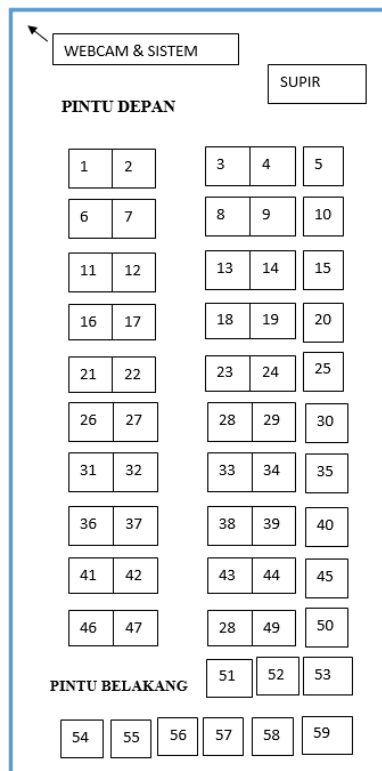 WEBCAM & SISTEM
SUPIR
PINTU DEPAN
1 2 3 4 5
6 7 8 9 10
11 12 13 14 15
16 17 18 19 20
21 22 23 24 25
26 27 28 29 30
31 32 33 34 35
36 37 38 39 40
41 42 43 44 45
46 47 28 49 50
51 52 53
PINTU BELAKANG
54 55 56 57 58 59